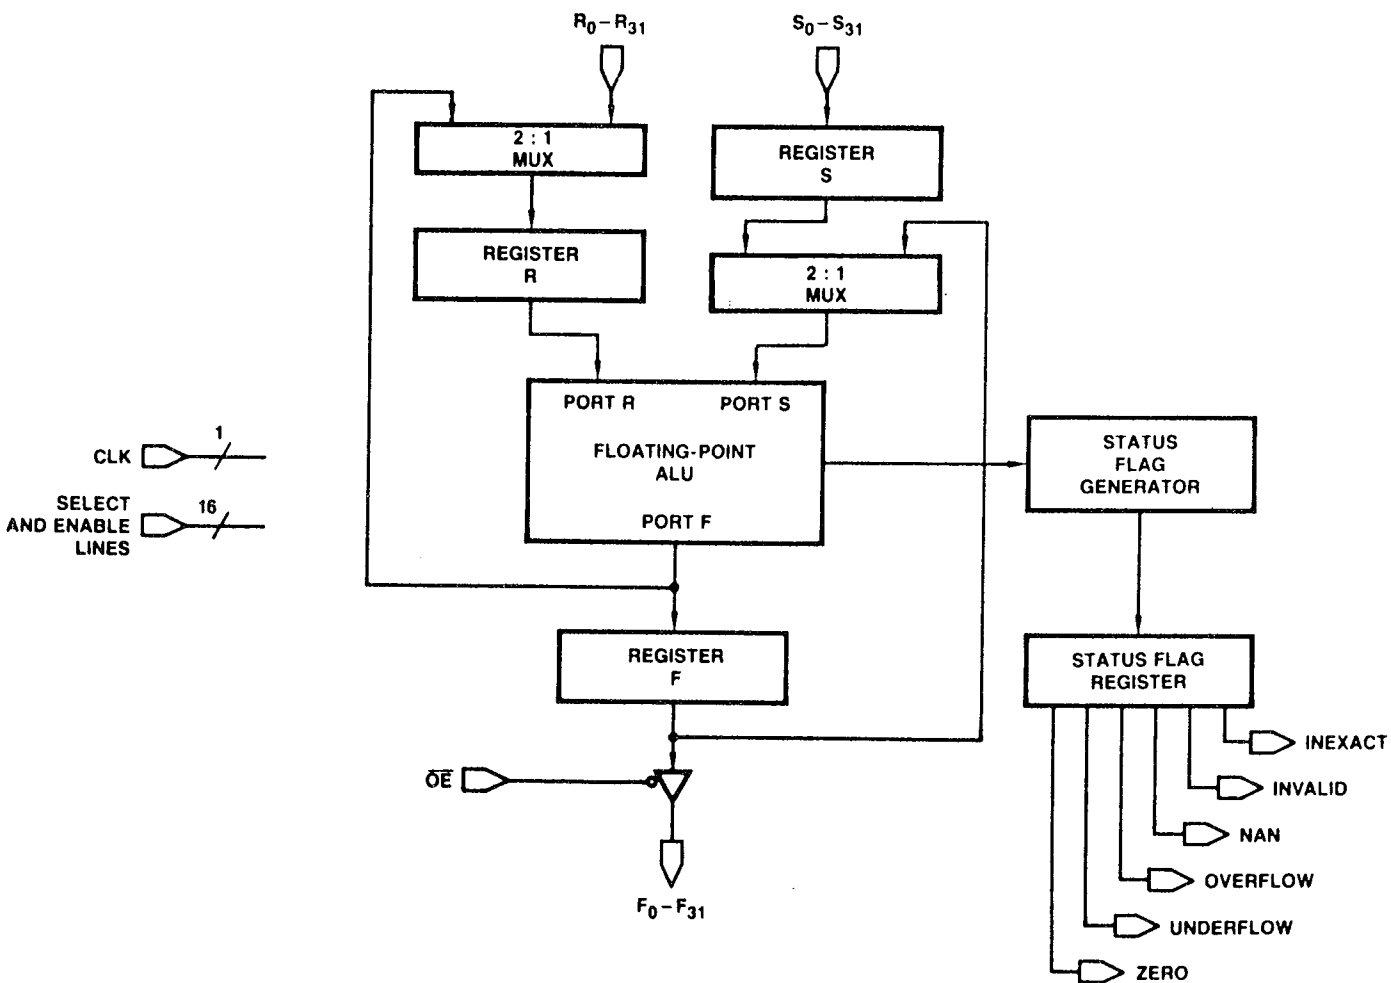 R0–R31
S0–S31
2 : 1
MUX
REGISTER
S
REGISTER
R
2 : 1
MUX
PORT R
PORT S
FLOATING-POINT
ALU
PORT F
CLK
1
SELECT
AND ENABLE
LINES
16
STATUS
FLAG
GENERATOR
REGISTER
F
STATUS FLAG
REGISTER
INEXACT
INVALID
NAN
OVERFLOW
UNDERFLOW
ZERO
O̅E̅
F0–F31